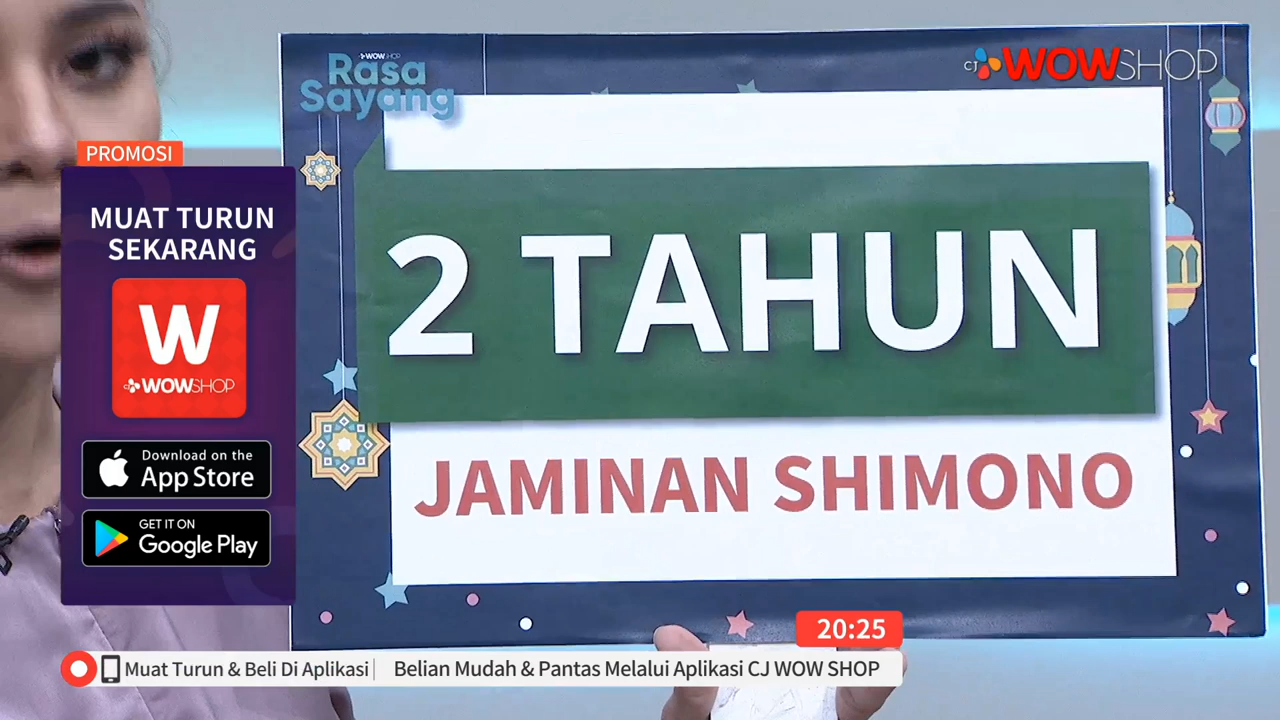 WOWSHOP
Rasa
Sayang
CJ WOWSHOP
PROMOSI
MUAT TURUN
SEKARANG
W
WOWSHOP
Download on the
App Store
GET IT ON
Google Play
2 TAHUN
JAMINAN SHIMONO
20:25
Muat Turun & Beli Di Aplikasi
Belian Mudah & Pantas Melalui Aplikasi CJ WOW SHOP